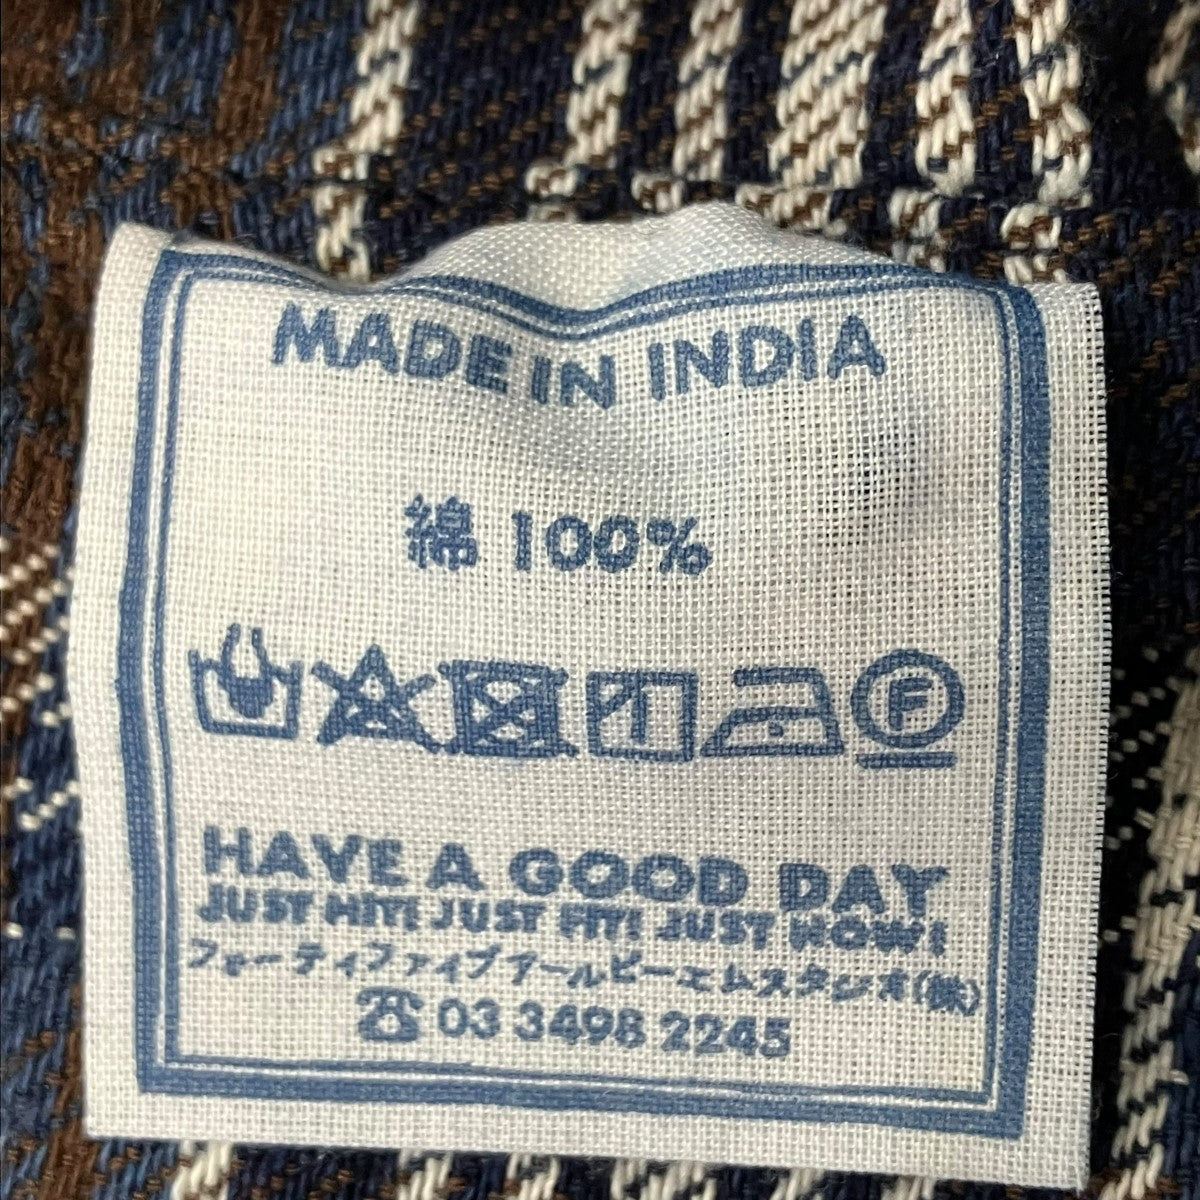 MADE IN INDIA
綿 100%
F
HAVE A GOOD DAY
JUST HIT! JUST FIT! JUST NOW!
フォーティファイブアールピーエムスタジオ(株)
☎ 03 3498 2245